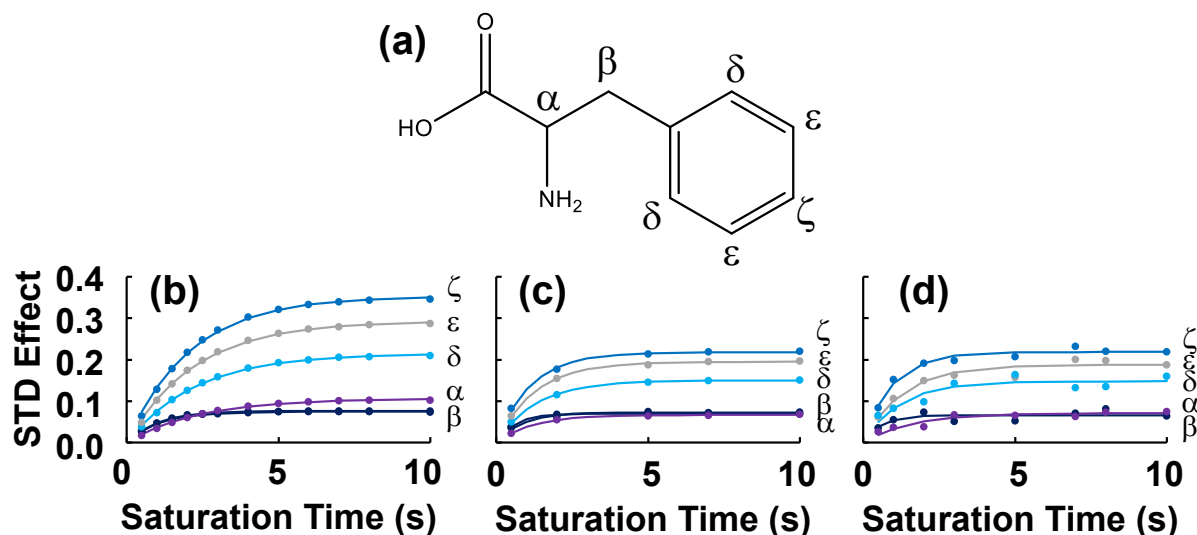 (a)
O
HO
NH₂
α
β
δ
ε
ζ
δ
ε
STD Effect
0.4
0.3
0.2
0.1
0.0
(b)
ζ
ε
δ
α
β
0 5 10
Saturation Time (s)
(c)
ζ
ε
δ
β
α
0 5 10
Saturation Time (s)
(d)
ζ
ε
δ
α
β
0 5 10
Saturation Time (s)